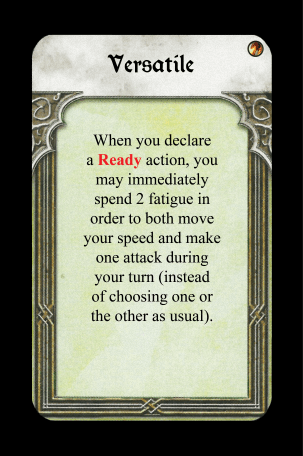 Versatile
When you declare
a Ready action, you
may immediately
spend 2 fatigue in
order to both move
your speed and make
one attack during
your turn (instead
of choosing one or
the other as usual).